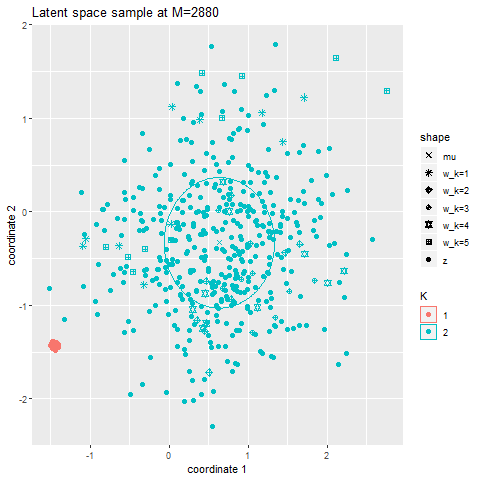 Latent space sample at M=2880
2
1
0
-1
-2
coordinate 2
-1
0
1
2
coordinate 1
shape
mu
w_k=1
w_k=2
w_k=3
w_k=4
w_k=5
z
K
1
2